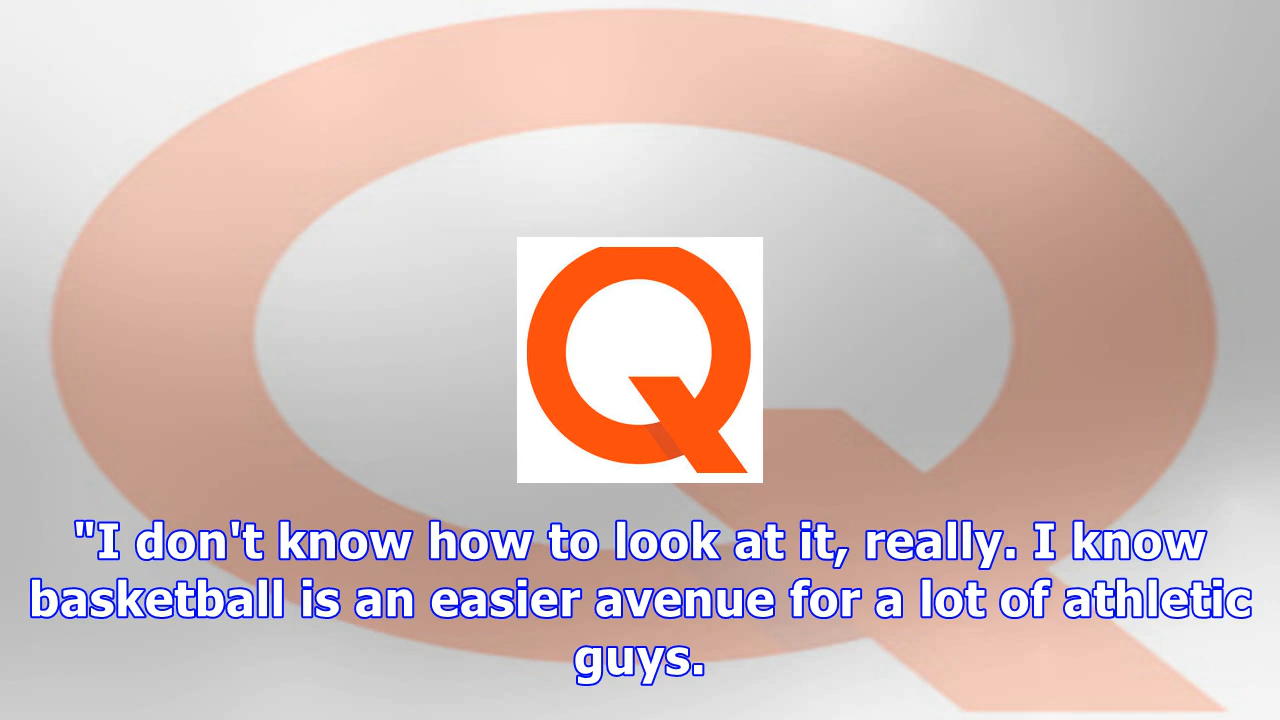 Q
"I don't know how to look at it, really. I know
basketball is an easier avenue for a lot of athletic
guys.